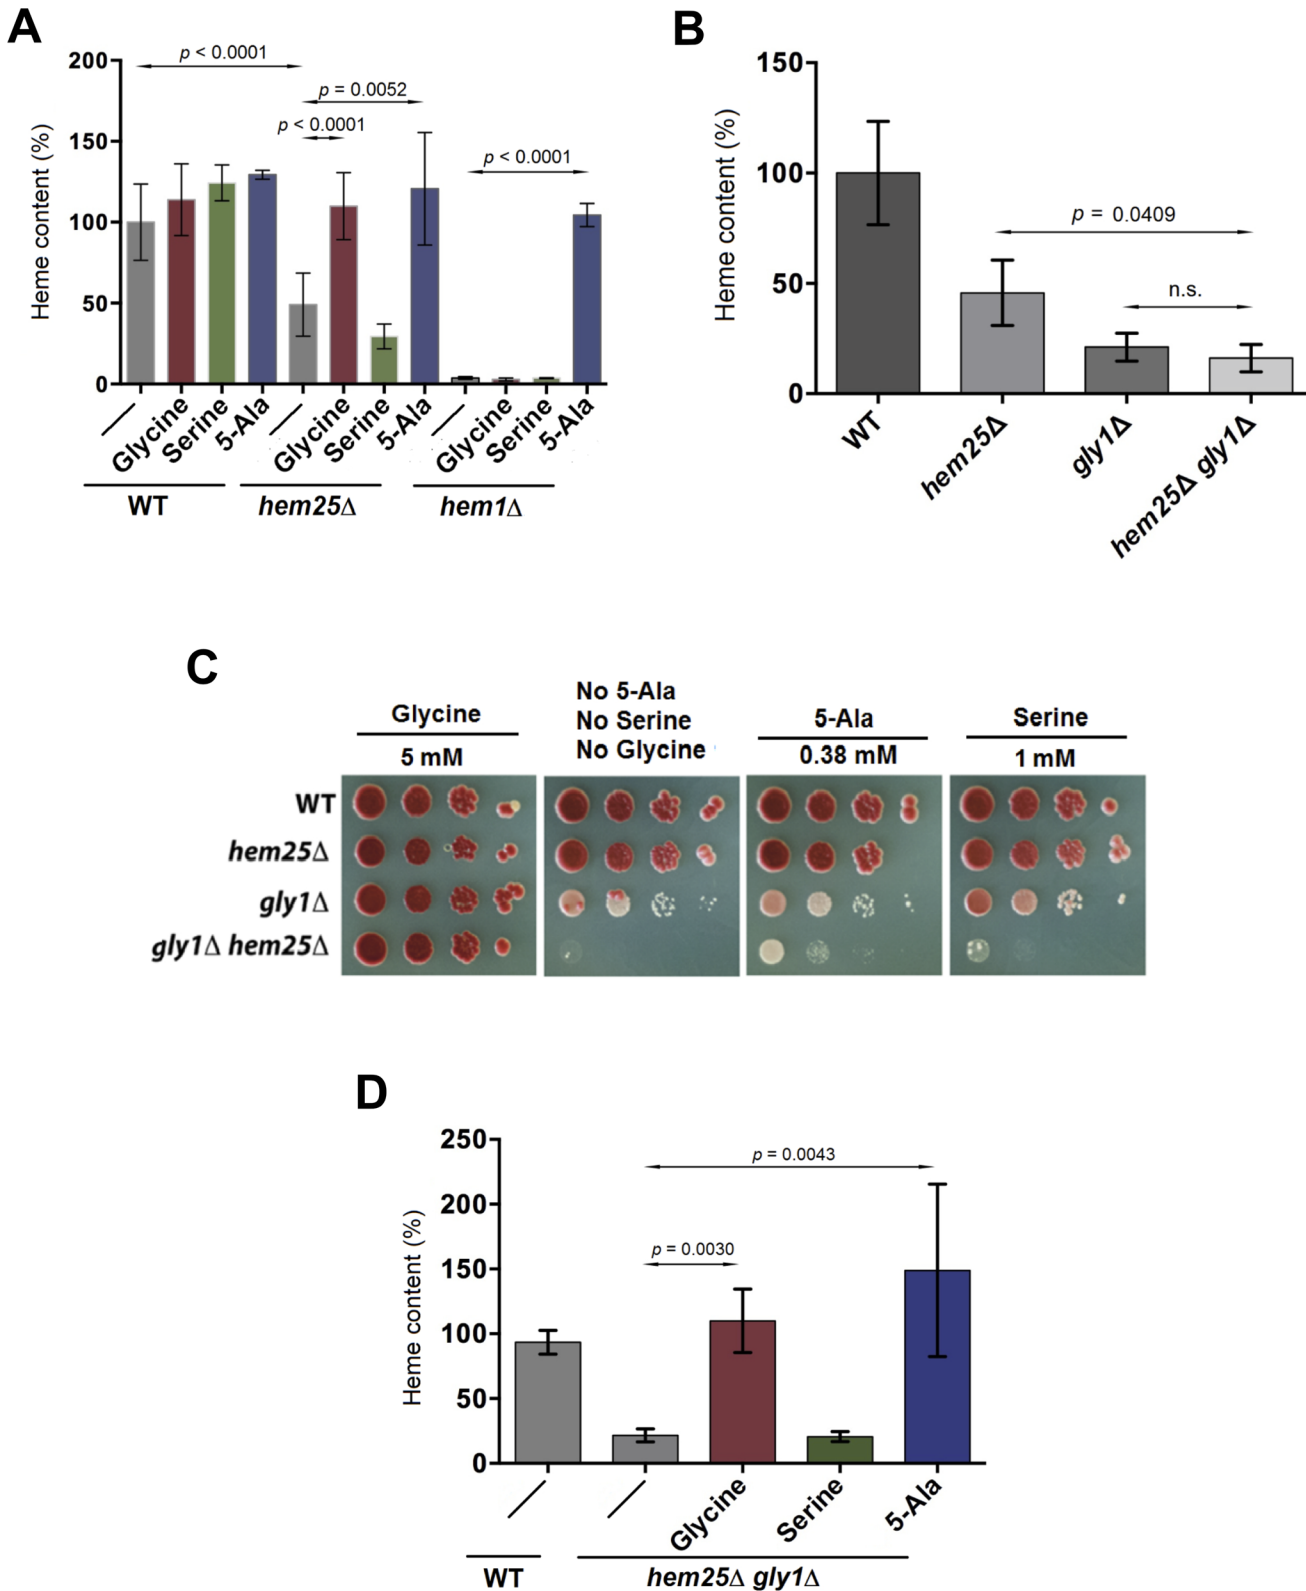 A
Heme content (%)
200
150
100
50
0
p < 0.0001
p = 0.0052
p < 0.0001
p < 0.0001
Glycine
Serine
5-Ala
Glycine
Serine
5-Ala
Glycine
Serine
5-Ala
WT
hem25Δ
hem1Δ
B
Heme content (%)
150
100
50
0
p = 0.0409
n.s.
WT
hem25Δ
gly1Δ
hem25Δ gly1Δ
C
Glycine
5 mM
No 5-Ala
No Serine
No Glycine
5-Ala
0.38 mM
Serine
1 mM
WT
hem25Δ
gly1Δ
gly1Δ hem25Δ
D
Heme content (%)
250
200
150
100
50
0
p = 0.0043
p = 0.0030
Glycine
Serine
5-Ala
WT
hem25Δ gly1Δ